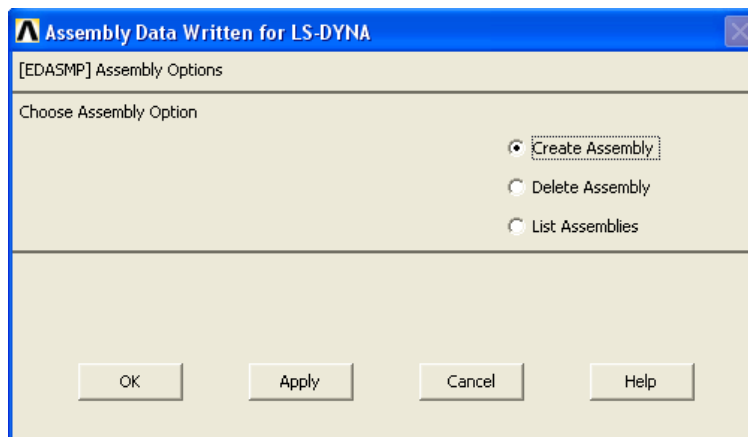 Assembly Data Written for LS-DYNA
[EDASMP] Assembly Options
Choose Assembly Option
Create Assembly
Delete Assembly
List Assemblies
OK Apply Cancel Help